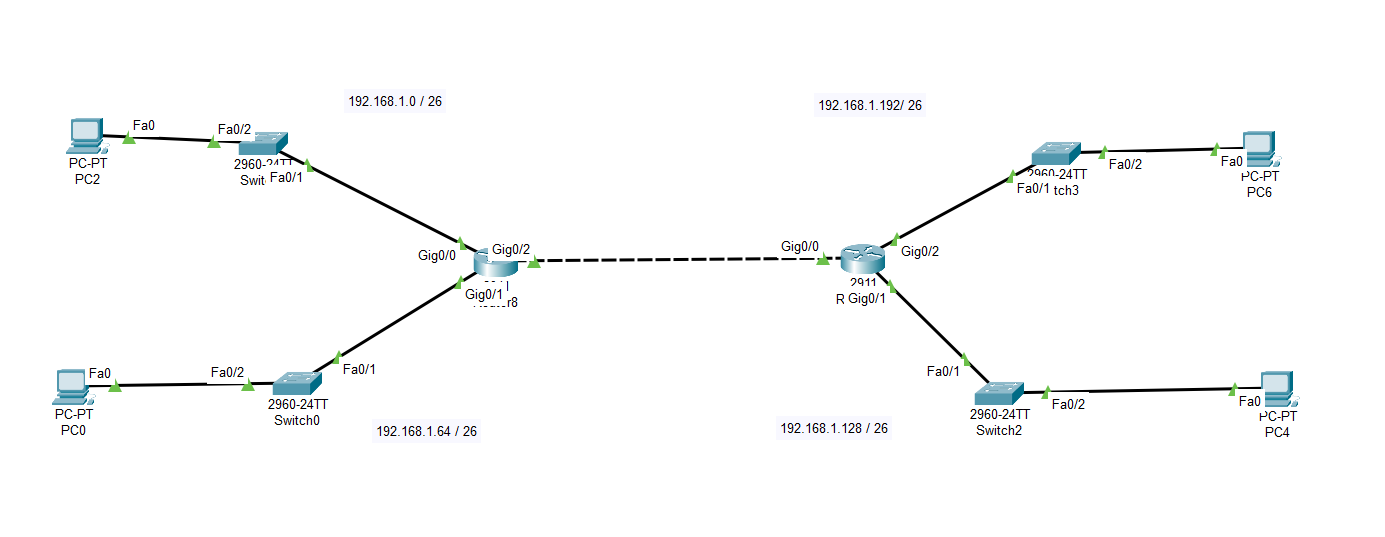 192.168.1.0 / 26
192.168.1.192/ 26
Fa0
Fa0/2
PC-PT
PC2
2960-24TT
Fa0/1
Fa0/1
2960-24TT
Fa0/2
Fa0
PC-PT
PC6
Gig0/0
Gig0/2
Gig0/1
Gig0/0
Gig0/2
2911
R Gig0/1
Fa0
Fa0/2
Fa0/1
PC-PT
PC0
2960-24TT
Switch0
192.168.1.64 / 26
192.168.1.128 / 26
Fa0/1
2960-24TT
Switch2
Fa0/2
Fa0
PC-PT
PC4